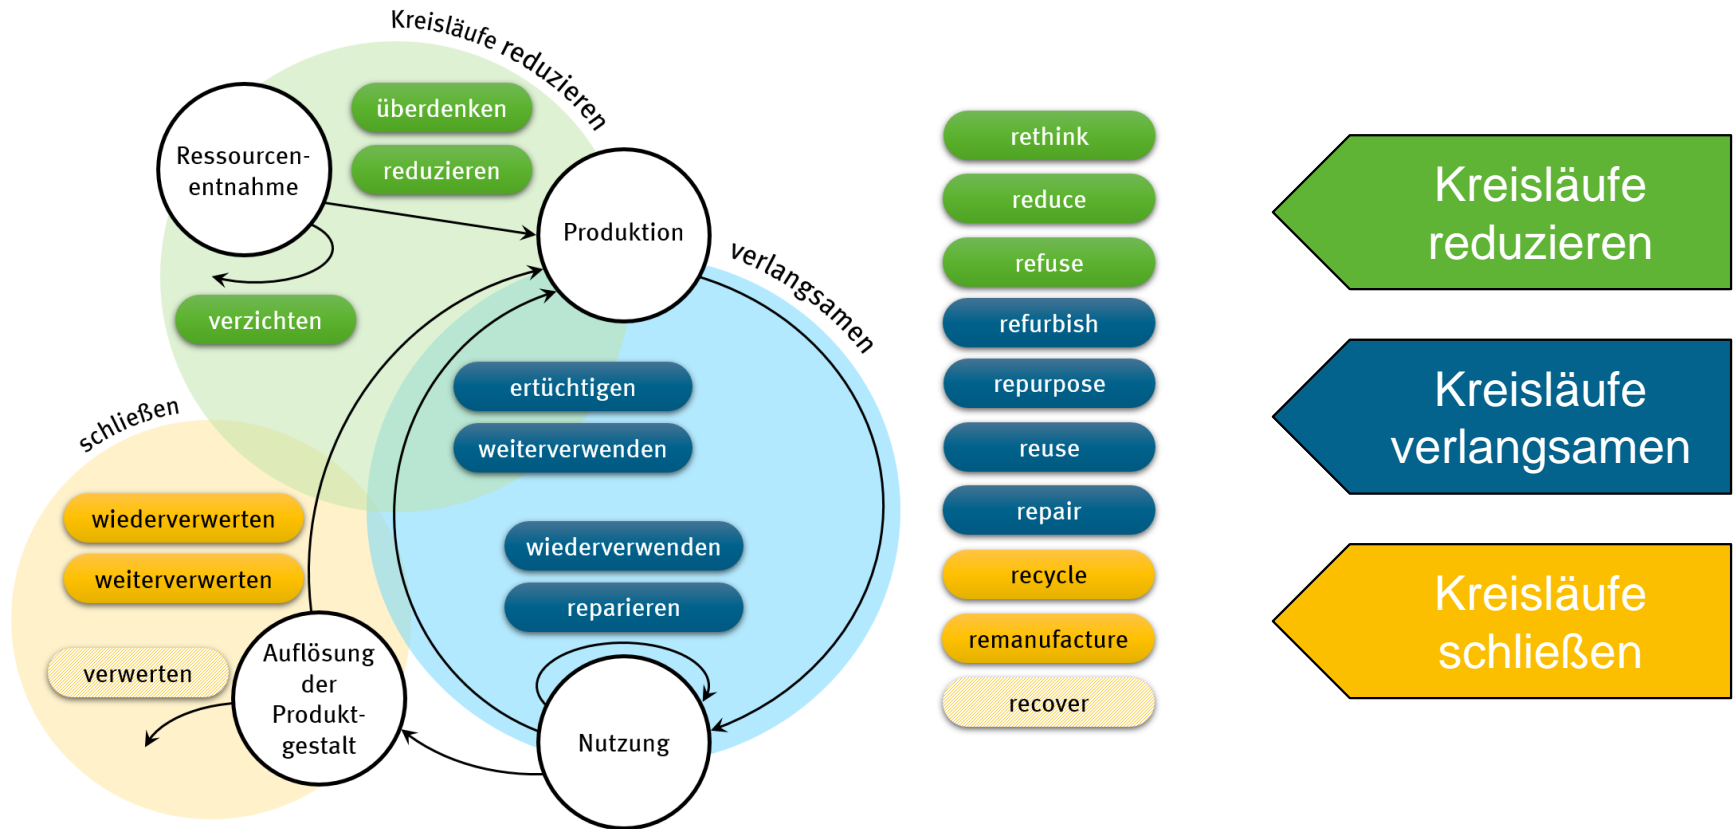 Kreisläufe reduzieren
überdenken
reduzieren
Ressourcen-
entnahme
Produktion
verzichten
verlangsamen
ertüchtigen
weiterverwenden
schließen
wiederverwerten
weiterverwerten
wiederverwenden
reparieren
verwerten
Auflösung
der
Produkt-
gestalt
Nutzung
rethink
reduce
refuse
refurbish
repurpose
reuse
repair
recycle
remanufacture
recover
Kreisläufe
reduzieren
Kreisläufe
verlangsamen
Kreisläufe
schließen